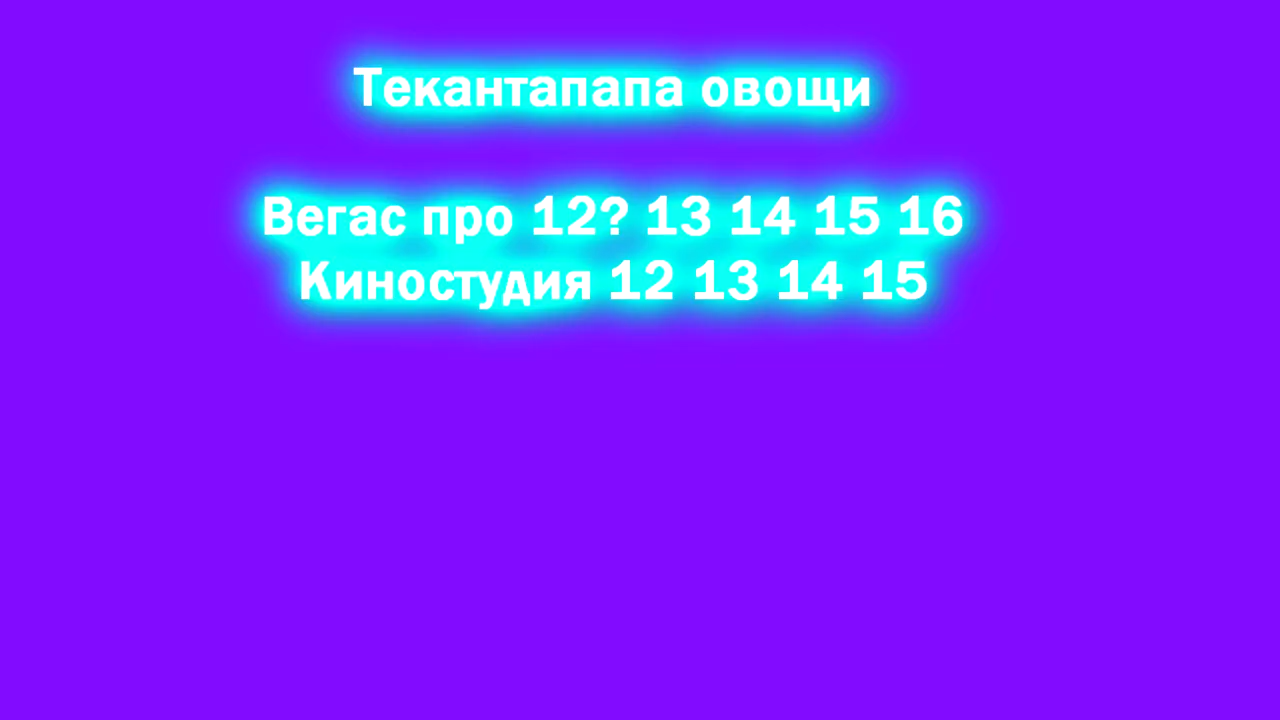 Текантапапа овощи
Вегас про 12? 13 14 15 16
Киностудия 12 13 14 15